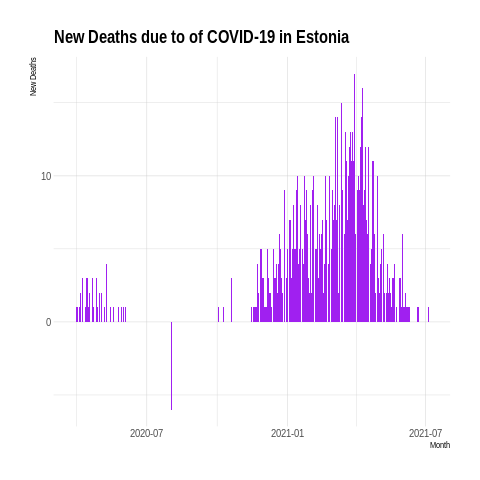 New Deaths due to of COVID-19 in Estonia
New Deaths
10
0
2020-07
2021-01
2021-07
Month